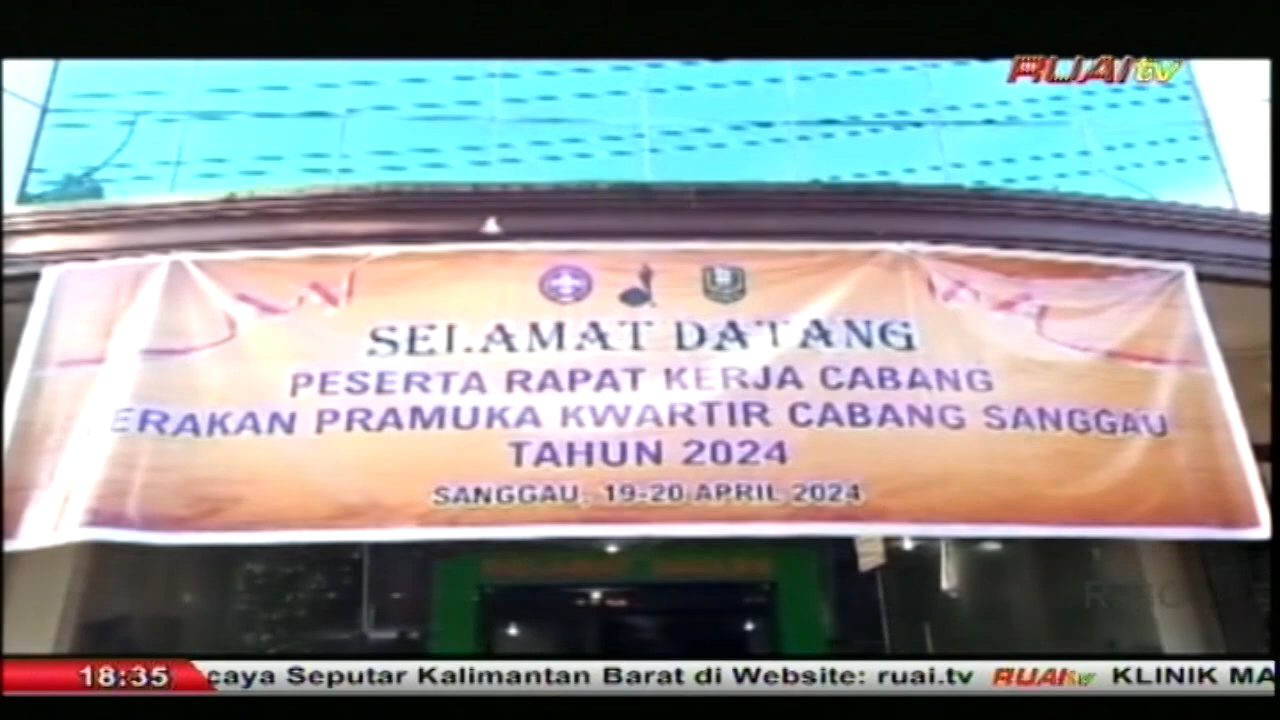 RUAI tv
SELAMAT DATANG
PESERTA RAPAT KERJA CABANG
ERAKAN PRAMUKA KWARTIR CABANG SANGGAU
TAHUN 2024
SANGGAU, 19-20 APRIL 2024
18:35 caya Seputar Kalimantan Barat di Website: ruai.tv RUAI tv KLINIK MA